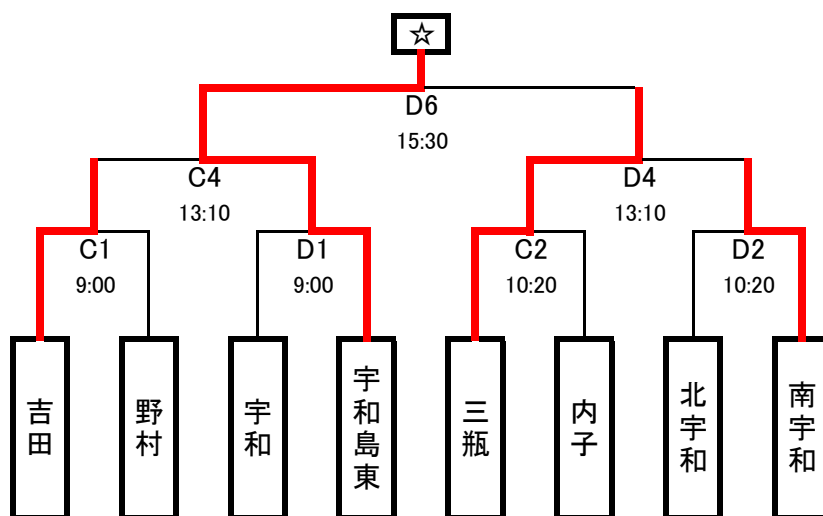 ☆
D6
15:30
C4
13:10
D4
13:10
C1
9:00
D1
9:00
C2
10:20
D2
10:20
吉田
野村
宇和
宇和島東
三瓶
内子
北宇和
南宇和